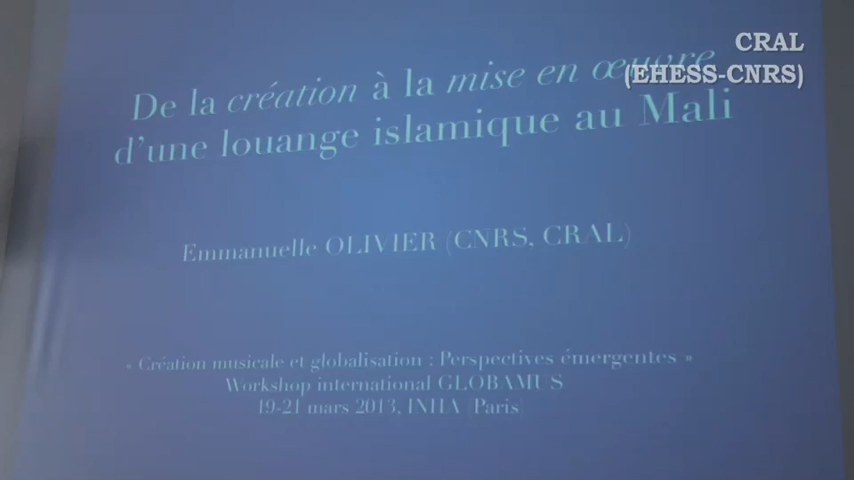 CRAL
(EHESS-CNRS)
De la création à la mise en œuvre
d'une louange islamique au Mali
Emmanuelle OLIVIER (CNRS, CRAL)
« Création musicale et globalisation : Perspectives émergentes »
Workshop international GLOBAMUS
19-21 mars 2013, INHA (Paris)